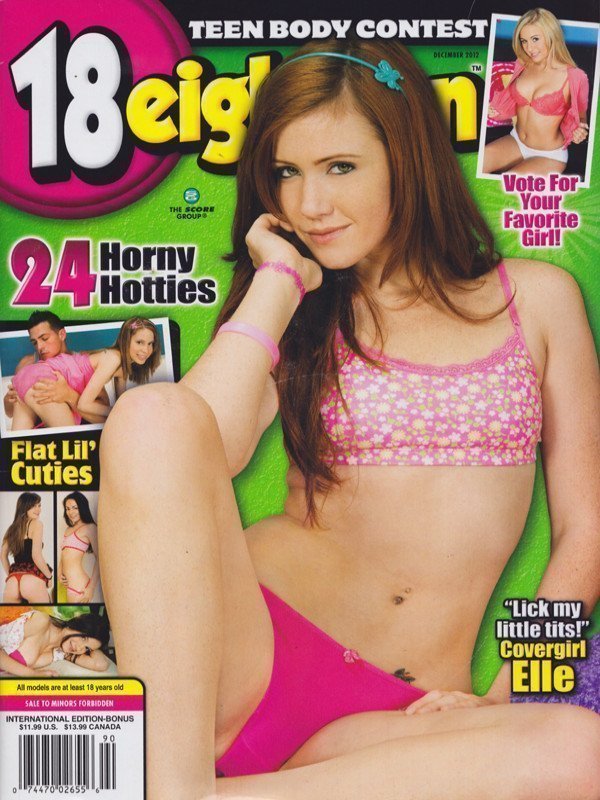 TEEN BODY CONTEST
DECEMBER 2012
18eighteen™
THE SCORE
GROUP®
Vote For
Your
Favorite
Girl!
24 Horny
Hotties
Flat Lil'
Cuties
"Lick my
little tits!"
Covergirl
Elle
All models are at least 18 years old
SALE TO MINORS FORBIDDEN
INTERNATIONAL EDITION-BONUS
$11.99 U.S. $13.99 CANADA
90
0 74470 02655 6